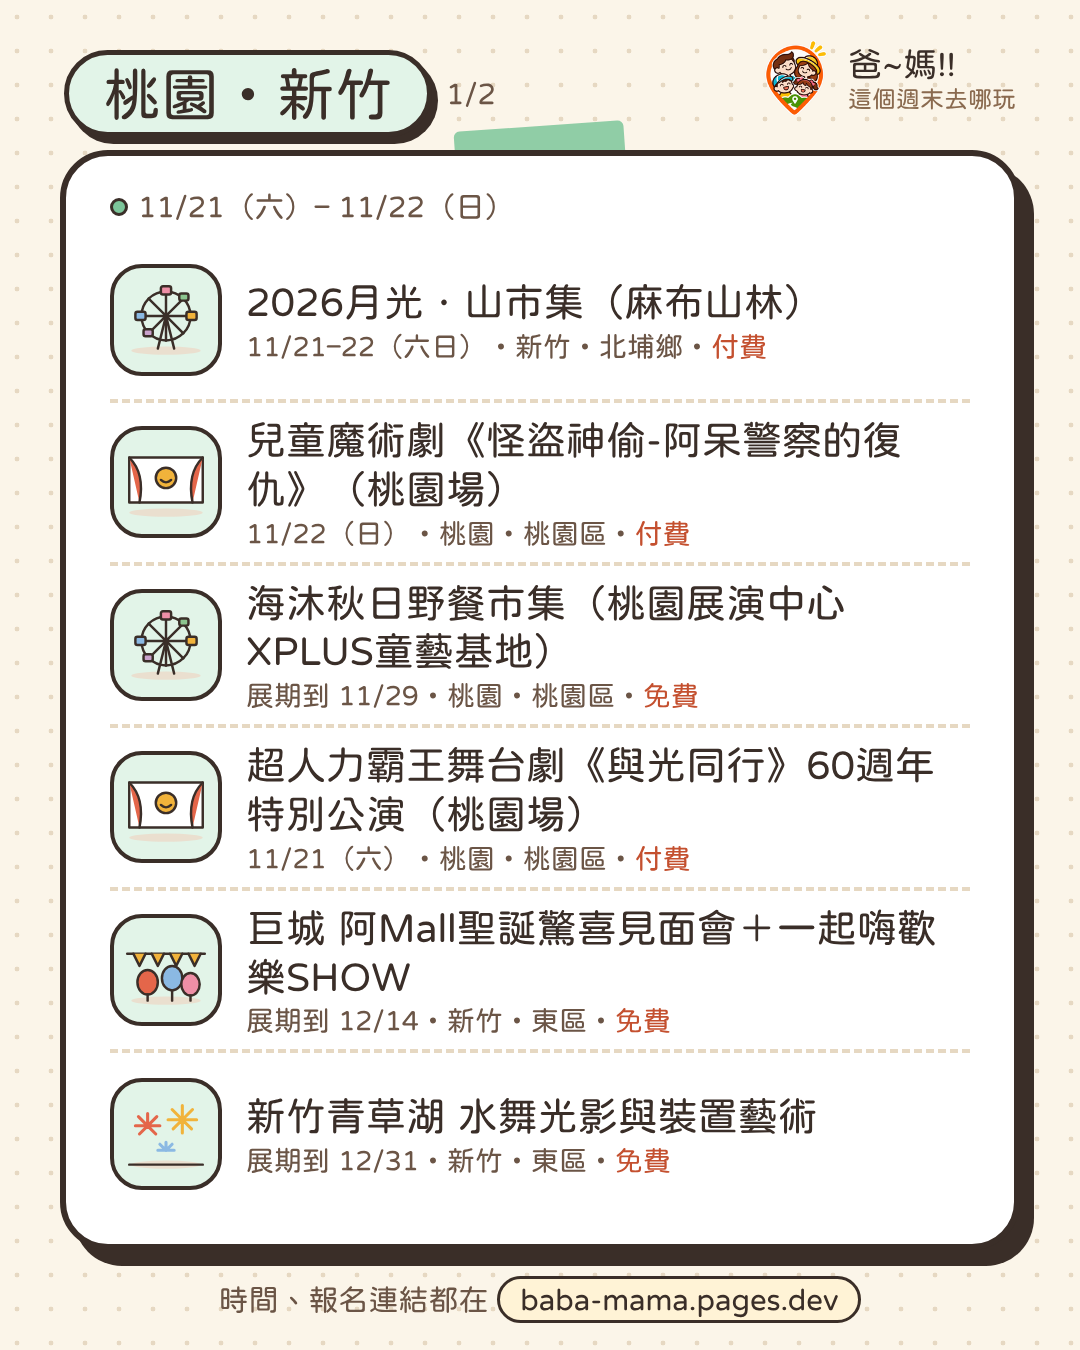 桃園・新竹
1/2
爸~媽!!
這個週末去哪玩
11/21（六）– 11/22（日）
2026月光・山市集（麻布山林）
11/21–22（六日）・新竹・北埔鄉・付費
兒童魔術劇《怪盜神偷-阿呆警察的復
仇》（桃園場）
11/22（日）・桃園・桃園區・付費
海沐秋日野餐市集（桃園展演中心
XPLUS童藝基地）
展期到 11/29・桃園・桃園區・免費
超人力霸王舞台劇《與光同行》60週年
特別公演（桃園場）
11/21（六）・桃園・桃園區・付費
巨城 阿Mall聖誕驚喜見面會＋一起嗨歡
樂SHOW
展期到 12/14・新竹・東區・免費
新竹青草湖 水舞光影與裝置藝術
展期到 12/31・新竹・東區・免費
時間、報名連結都在 baba-mama.pages.dev